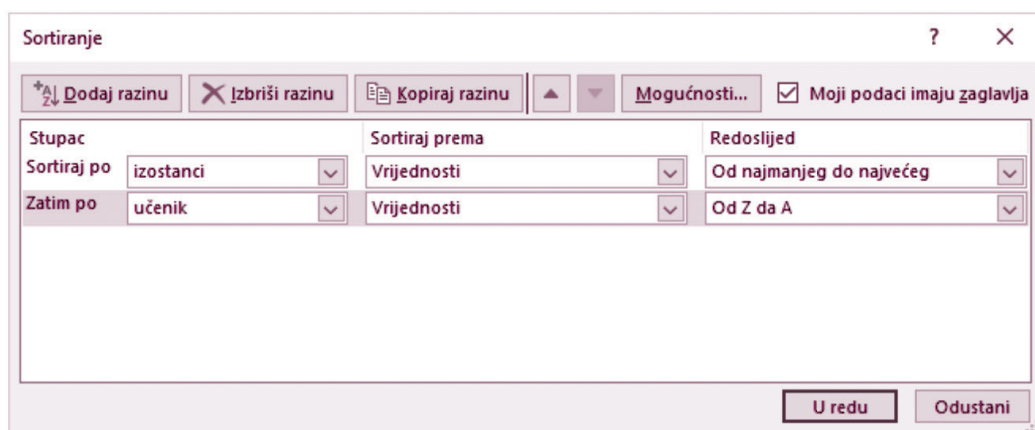 Sortiranje ? ×
Dodaj razinu Izbriši razinu Kopiraj razinu Mogućnosti... Moji podaci imaju zaglavlja
Stupac Sortiraj prema Redoslijed
Sortiraj po izostanci Vrijednosti Od najmanjeg do najvećeg
Zatim po učenik Vrijednosti Od Z da A
U redu Odustani